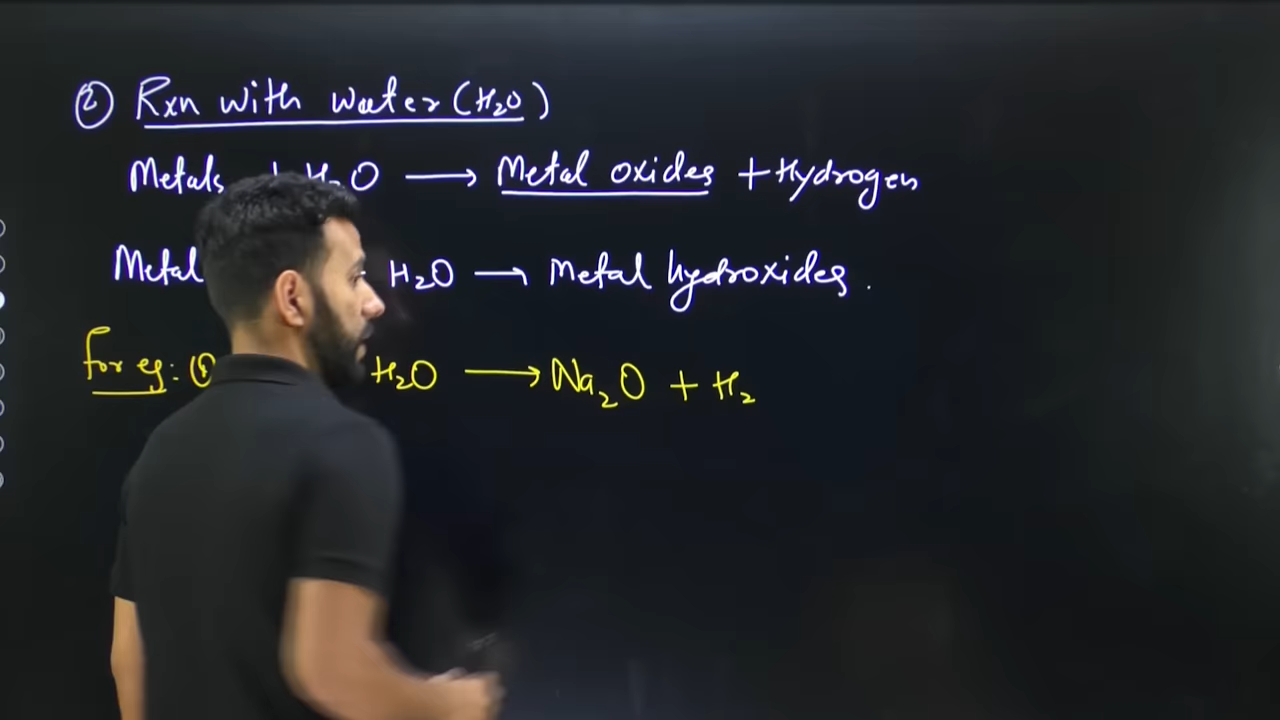 ② Rxn with water (H₂O)
Metals + H₂O ⟶ Metal oxides + Hydrogen
Metal H₂O ⟶ Metal hydroxides.
For eg: ① H₂O ⟶ Na₂O + H₂